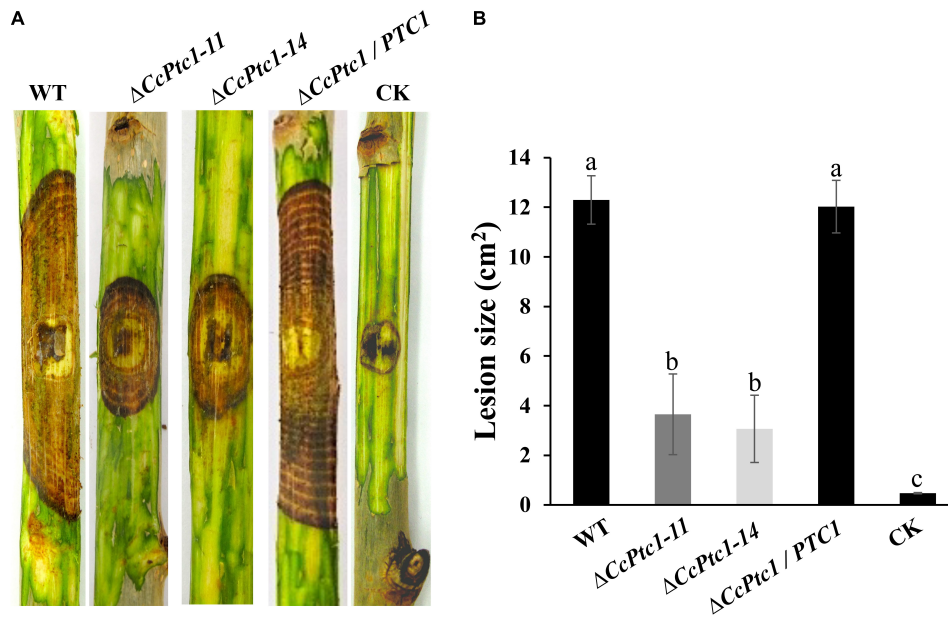 A
WT
ΔCcPtc1-11
ΔCcPtc1-14
ΔCcPtc1 / PTC1
CK
B
Lesion size (cm²)
14
12
10
8
6
4
2
0
a
b
b
a
c
WT
ΔCcPtc1-11
ΔCcPtc1-14
ΔCcPtc1 / PTC1
CK